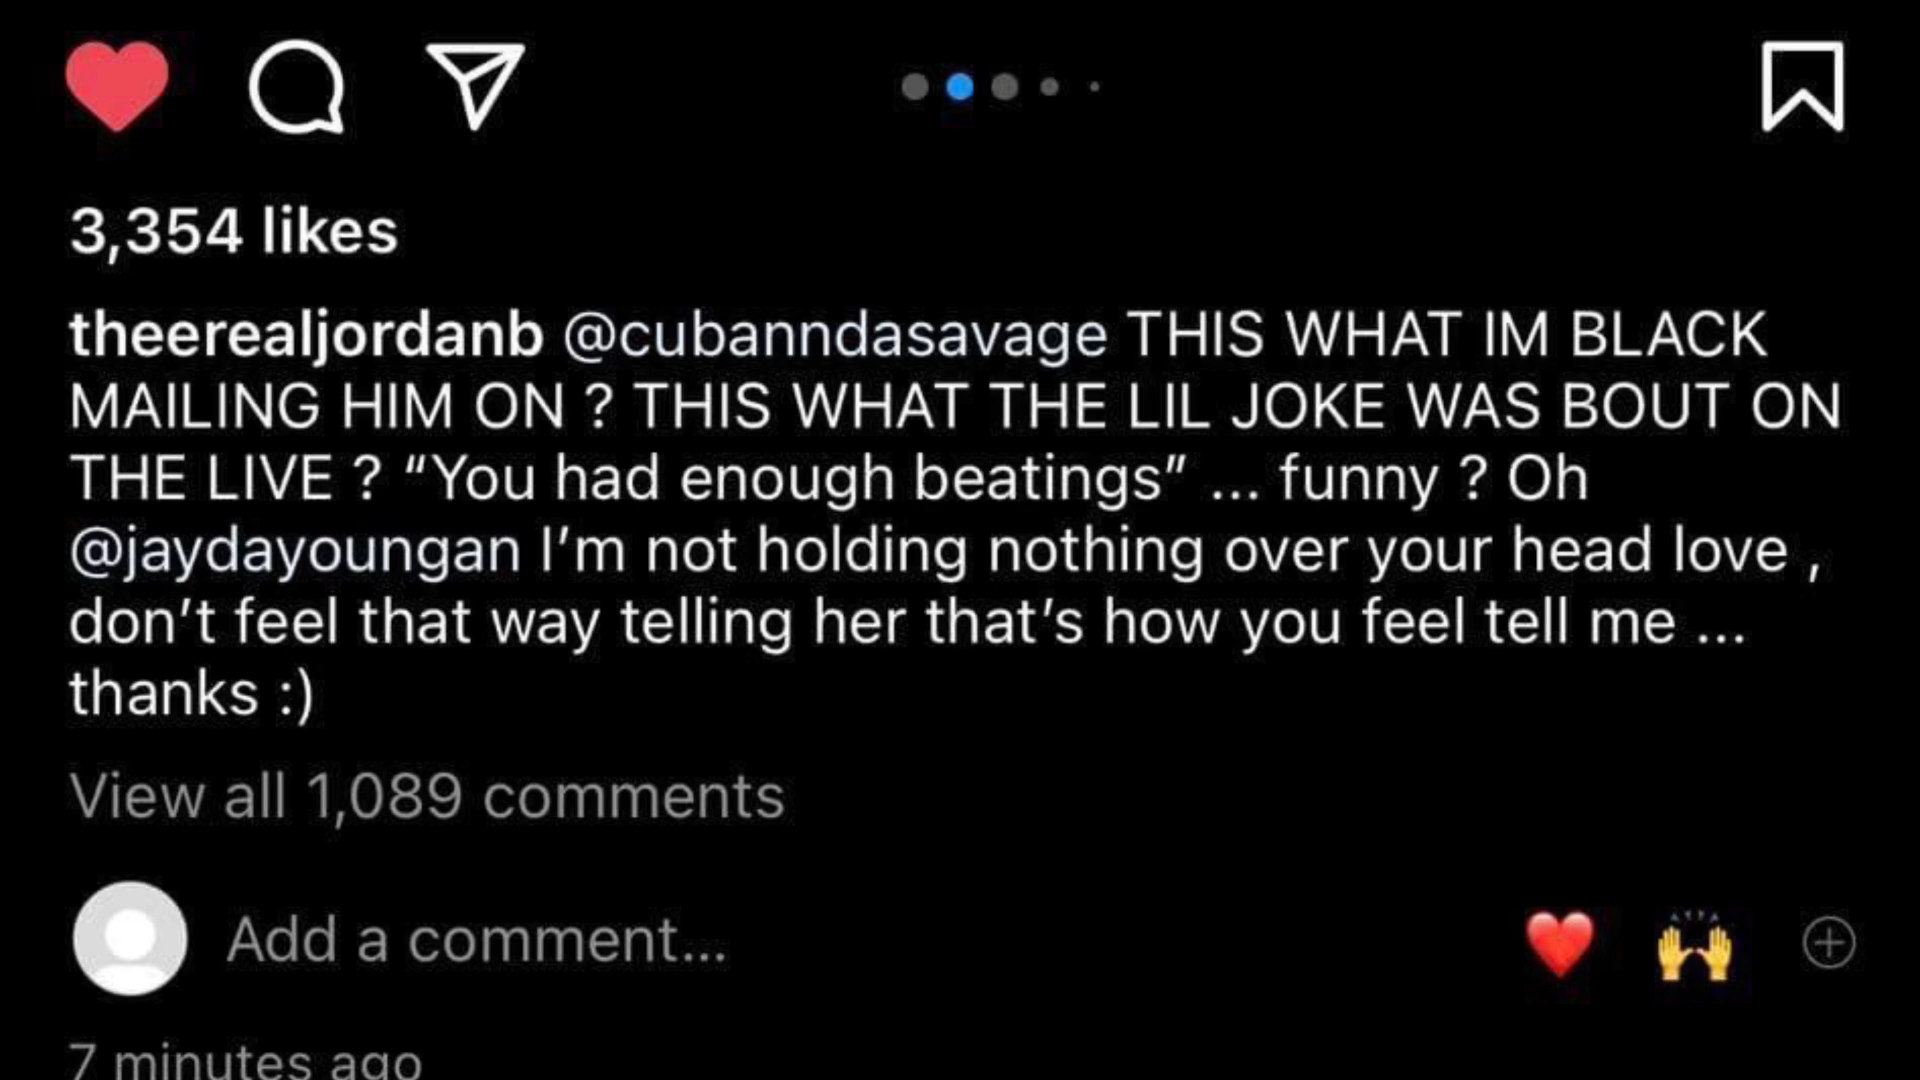 3,354 likes
theerealjordanb @cubanndasavage THIS WHAT IM BLACK
MAILING HIM ON ? THIS WHAT THE LIL JOKE WAS BOUT ON
THE LIVE ? “You had enough beatings” ... funny ? Oh
@jaydayoungan I’m not holding nothing over your head love ,
don’t feel that way telling her that’s how you feel tell me ...
thanks :)
View all 1,089 comments
Add a comment...
7 minutes ago